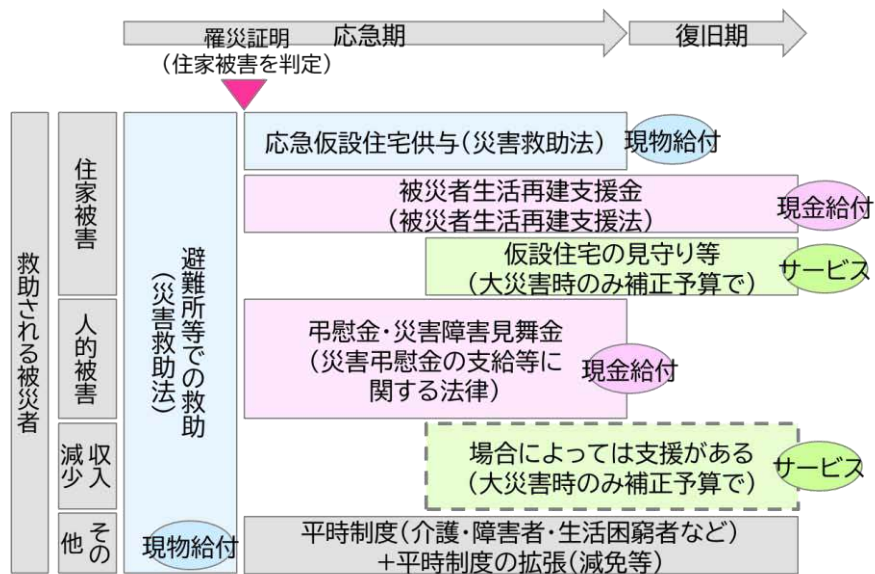 罹災証明
(住家被害を判定)
応急期
復旧期
救助される被災者
住家被害
人的被害
収入
減少
その
他
避難所等での救助
(災害救助法)
現物給付
応急仮設住宅供与(災害救助法)
現物給付
被災者生活再建支援金
(被災者生活再建支援法)
現金給付
仮設住宅の見守り等
(大災害時のみ補正予算で)
サービス
弔慰金・災害障害見舞金
(災害弔慰金の支給等に
関する法律)
現金給付
場合によっては支援がある
(大災害時のみ補正予算で)
サービス
平時制度(介護・障害者・生活困窮者など)
+平時制度の拡張(減免等)